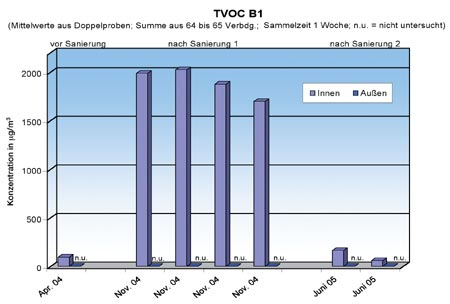 TVOC B1
(Mittelwerte aus Doppelproben; Summe aus 64 bis 65 Verbdg.; Sammelzeit 1 Woche; n.u. = nicht untersucht)
vor Sanierung nach Sanierung 1 nach Sanierung 2
Konzentration in µg/m³
2000
1500
1000
500
0
Innen Außen
n.u. n.u. n.u. n.u. n.u. n.u. n.u.
Apr. 04 Nov. 04 Nov. 04 Nov. 04 Nov. 04 Juni 05 Juni 05